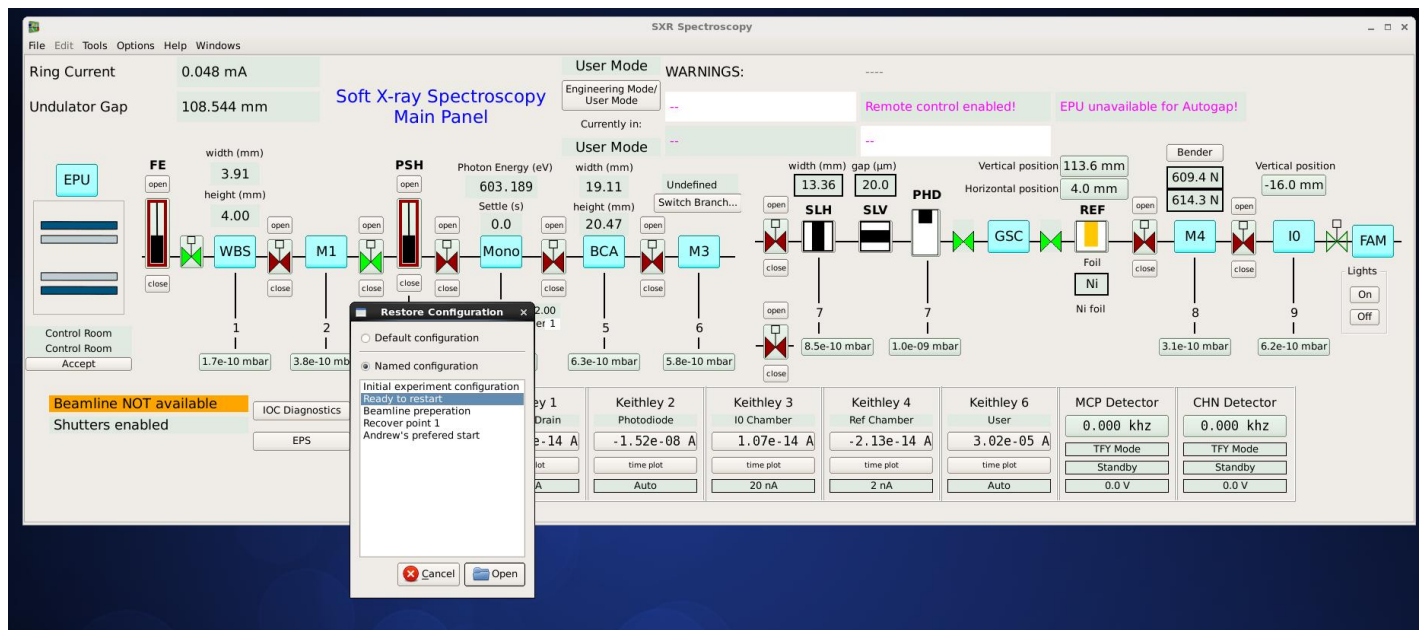 SXR Spectroscopy
File Edit Tools Options Help Windows
Ring Current 0.048 mA
Undulator Gap 108.544 mm
Soft X-ray Spectroscopy
Main Panel
User Mode
Engineering Mode/
User Mode
Currently in:
User Mode
WARNINGS: ----
-- Remote control enabled! EPU unavailable for Autogap!
-- --
EPU
Control Room
Control Room
Accept
FE
open
close
width (mm)
3.91
height (mm)
4.00
WBS
1
1.7e-10 mbar
open
close
M1
2
3.8e-10 mb
open
close
PSH
open
close
open
close
Photon Energy (eV)
603.189
Settle (s)
0.0
Mono
2.00
er 1
open
close
width (mm)
19.11
height (mm)
20.47
BCA
5
6.3e-10 mbar
open
close
Undefined
Switch Branch...
M3
6
5.8e-10 mbar
open
close
open
close
width (mm) gap (µm)
13.36 20.0
SLH SLV PHD
7 7
8.5e-10 mbar 1.0e-09 mbar
GSC
Vertical position 113.6 mm
Horizontal position 4.0 mm
REF
Foil
Ni
Ni foil
open
close
Bender
609.4 N
614.3 N
M4
8
3.1e-10 mbar
open
close
Vertical position
-16.0 mm
I0
9
6.2e-10 mbar
FAM
Lights
On
Off
Restore Configuration ×
Default configuration
Named configuration
Initial experiment configuration
Ready to restart
Beamline preperation
Recover point 1
Andrew's prefered start
Cancel Open
Beamline NOT available
Shutters enabled
IOC Diagnostics
EPS
ey 1
Drain
e-14 A
lot
A
Keithley 2
Photodiode
-1.52e-08 A
time plot
Auto
Keithley 3
I0 Chamber
1.07e-14 A
time plot
20 nA
Keithley 4
Ref Chamber
-2.13e-14 A
time plot
2 nA
Keithley 6
User
3.02e-05 A
time plot
Auto
MCP Detector
0.000 khz
TFY Mode
Standby
0.0 V
CHN Detector
0.000 khz
TFY Mode
Standby
0.0 V